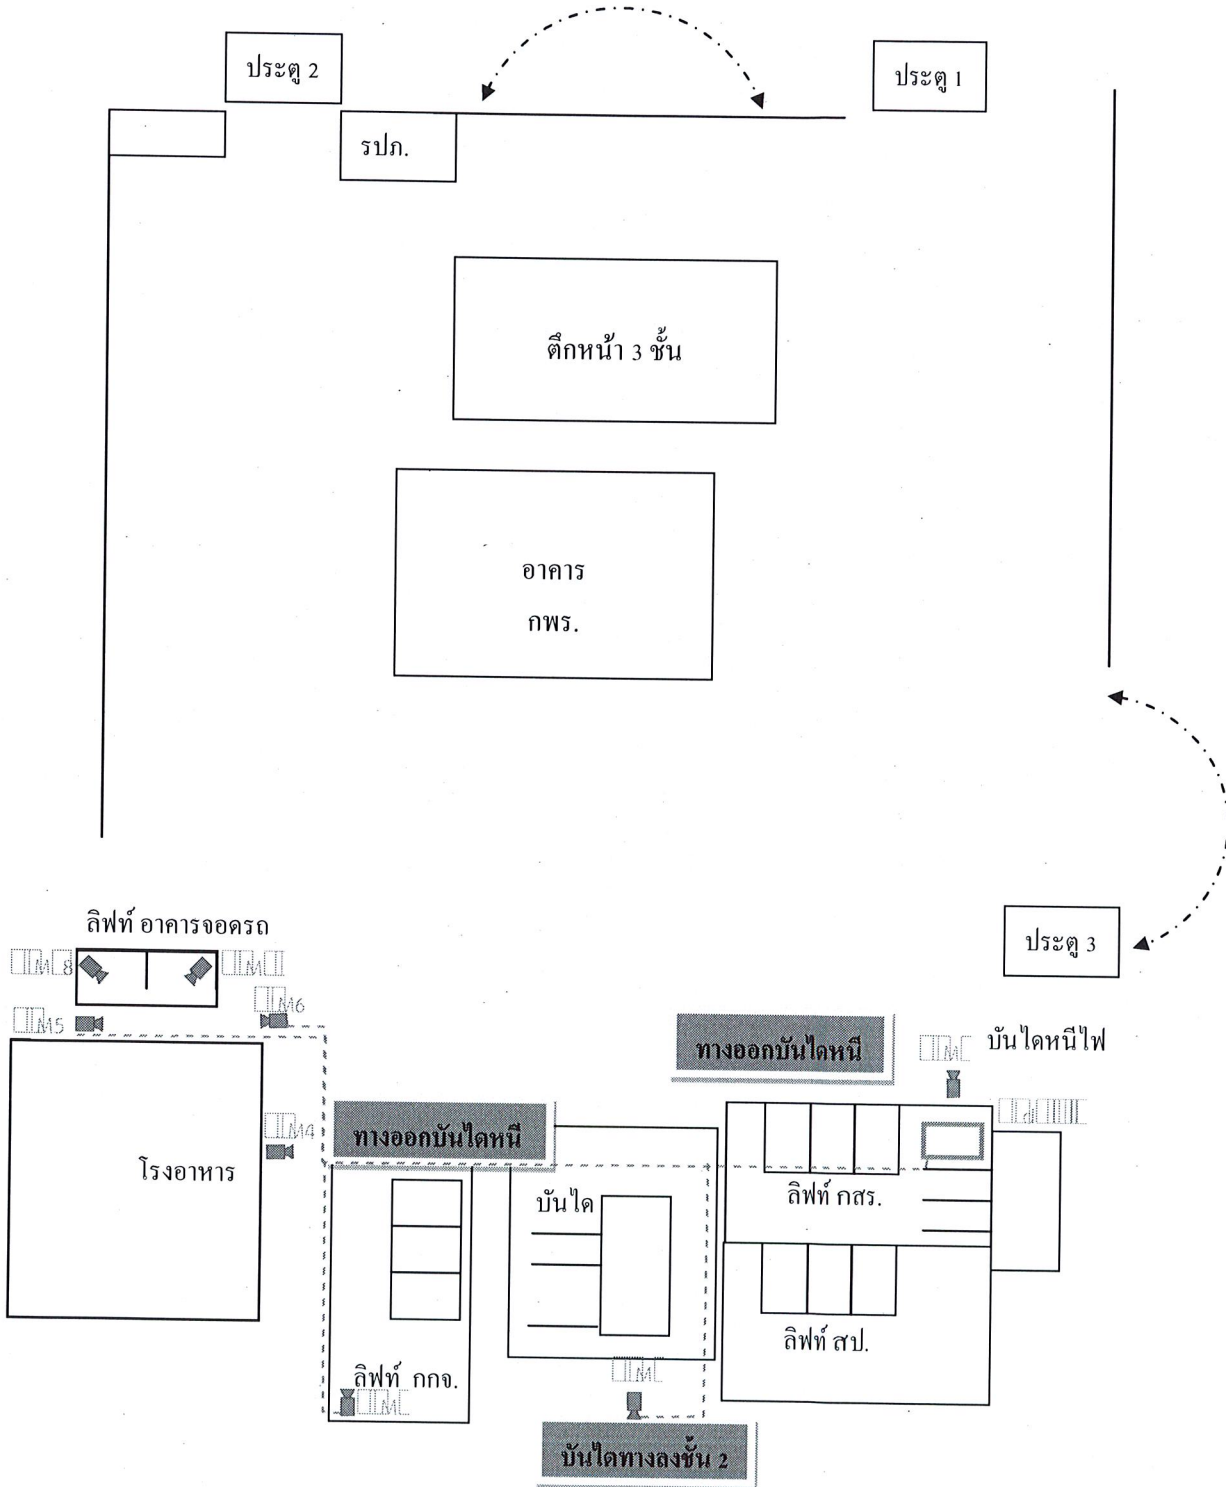 ประตู 2
ประตู 1
รปภ.
ตึกหน้า 3 ชั้น
อาคาร
กพร.
ลิฟท์ อาคารจอดรถ
ประตู 3
ทางออกบันไดหนี
บันไดหนีไฟ
ทางออกบันไดหนี
โรงอาหาร
บันได
ลิฟท์ กสร.
ลิฟท์ สป.
ลิฟท์ กกจ.
บันไดทางลงชั้น 2